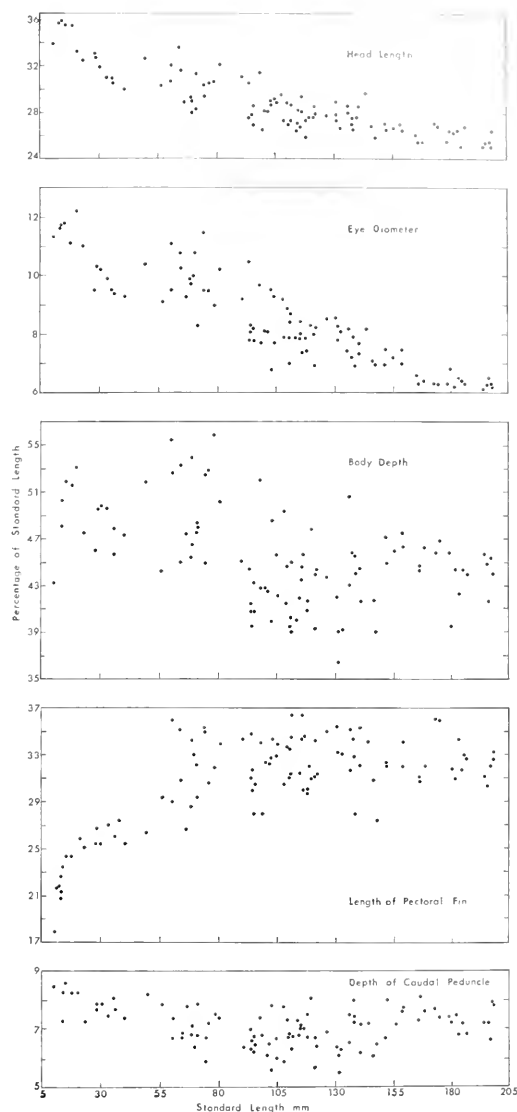 36
32
28
24
Head Length
12
10
8
6
Eye Diameter
55
51
47
43
39
35
Body Depth
Percentage of Standard Length
37
33
29
25
21
17
Length of Pectoral Fin
9
7
5
Depth of Caudal Peduncle
5 30 55 80 105 130 155 180 205
Standard Length mm